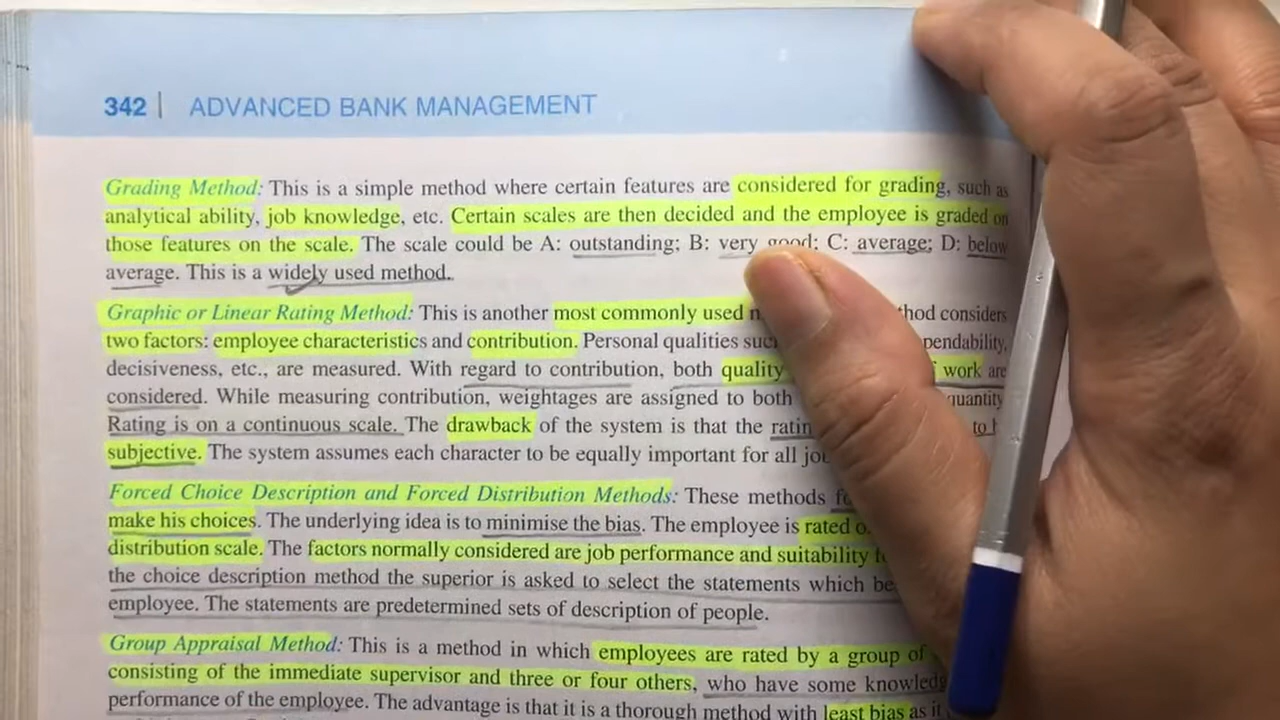 342 | ADVANCED BANK MANAGEMENT
Grading Method: This is a simple method where certain features are considered for grading, such as
analytical ability, job knowledge, etc. Certain scales are then decided and the employee is graded on
those features on the scale. The scale could be A: outstanding; B: very good; C: average; D: below
average. This is a widely used method.
Graphic or Linear Rating Method: This is another most commonly used considers
two factors: employee characteristics and contribution. Personal qualities
decisiveness, etc., are measured. With regard to contribution, both quality work are
considered. While measuring contribution, weightages are assigned to both quantity
Rating is on a continuous scale. The drawback of the system is that the to
subjective. The system assumes each character to be equally important for all
Forced Choice Description and Forced Distribution Methods: These methods
make his choices. The underlying idea is to minimise the bias. The employee is rated
distribution scale. The factors normally considered are job performance and suitability
the choice description method the superior is asked to select the statements which
employee. The statements are predetermined sets of description of people.
Group Appraisal Method: This is a method in which employees are rated by a group of
consisting of the immediate supervisor and three or four others, who have some
performance of the employee. The advantage is that it is a thorough method with least bias as it